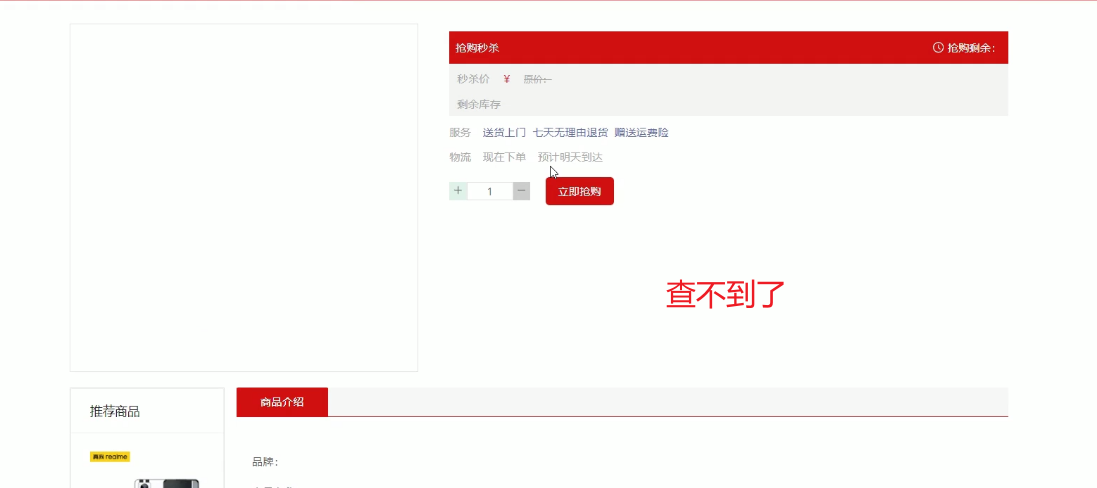 抢购秒杀 抢购剩余：
秒杀价 ¥ 原价：
剩余库存
服务 送货上门 七天无理由退货 赠送运费险
物流 现在下单 预计明天到达
+ 1 − 立即抢购
查不到了
推荐商品 商品介绍
真我 realme
品牌：